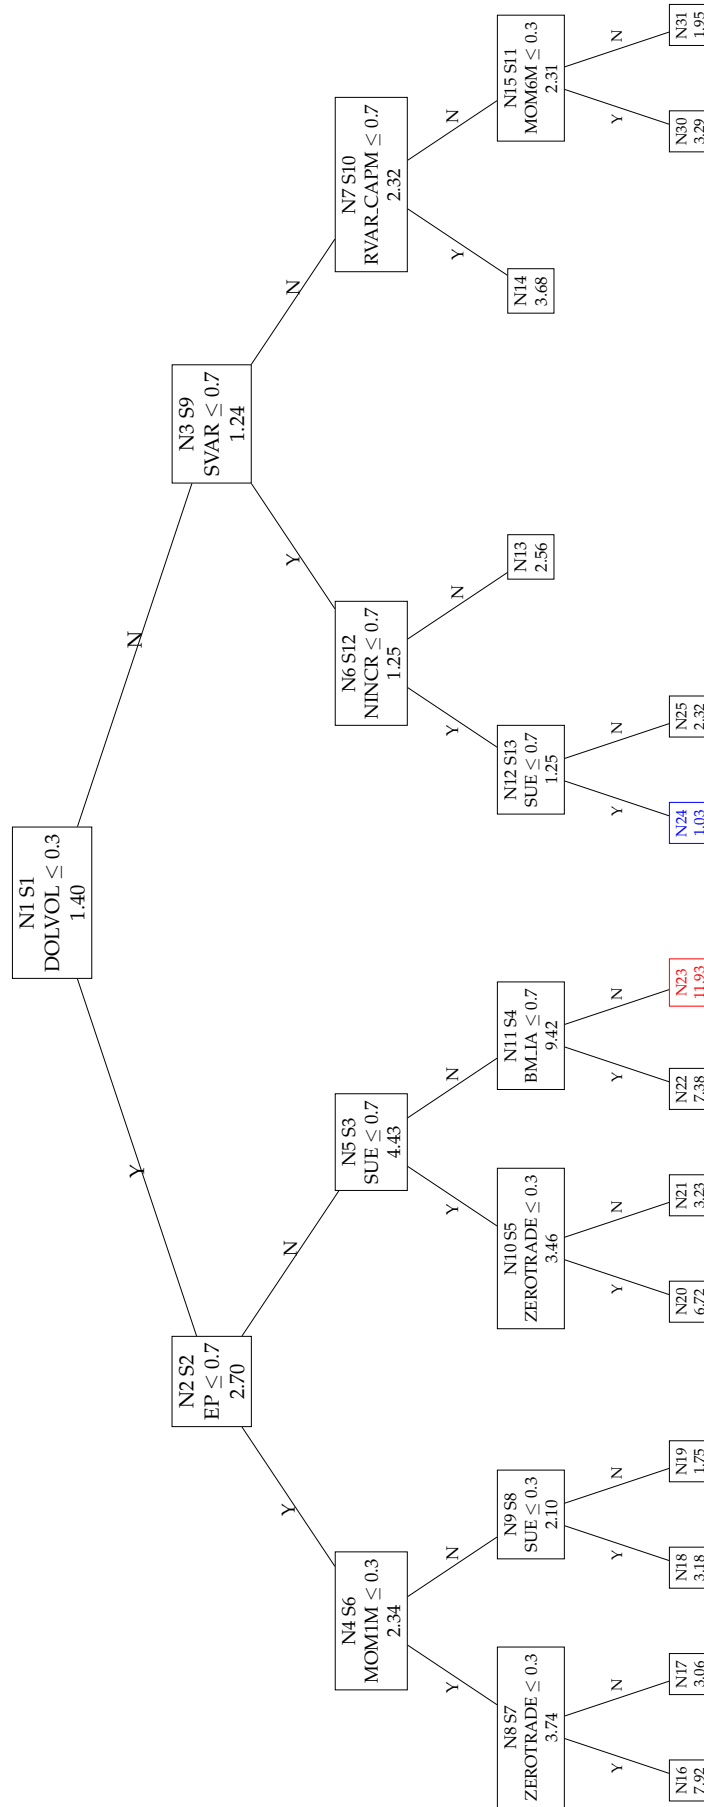 N1 S1
DOLVOL ≤ 0.3
1.40
Y
N
N2 S2
EP ≤ 0.7
2.70
N3 S9
SVAR ≤ 0.7
1.24
Y
N
Y
N
N4 S6
MOM1M ≤ 0.3
2.34
N5 S3
SUE ≤ 0.7
4.43
N6 S12
NINCR ≤ 0.7
1.25
N7 S10
RVAR_CAPM ≤ 0.7
2.32
Y
N
Y
N
Y
N
Y
N
N8 S7
ZEROTRADE ≤ 0.3
3.74
N9 S8
SUE ≤ 0.3
2.10
N10 S5
ZEROTRADE ≤ 0.3
3.46
N11 S4
BM_IA ≤ 0.7
9.42
N12 S13
SUE ≤ 0.7
1.25
N13
2.56
N14
3.68
N15 S11
MOM6M ≤ 0.3
2.31
Y
N
Y
N
Y
N
Y
N
Y
N
Y
N
N16
7.92
N17
3.06
N18
3.18
N19
1.75
N20
6.72
N21
3.23
N22
7.38
N23
11.93
N24
1.03
N25
2.32
N30
3.29
N31
1.95